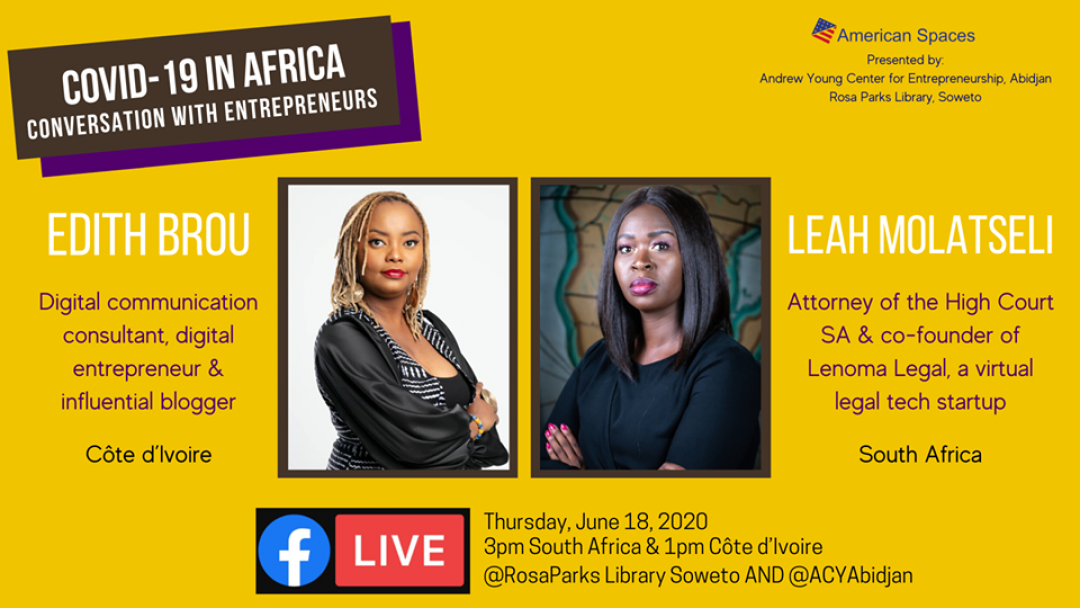 COVID-19 IN AFRICA
CONVERSATION WITH ENTREPRENEURS
American Spaces
Presented by:
Andrew Young Center for Entrepreneurship, Abidjan
Rosa Parks Library, Soweto
EDITH BROU
Digital communication
consultant, digital
entrepreneur &
influential blogger
Côte d'Ivoire
LEAH MOLATSELI
Attorney of the High Court
SA & co-founder of
Lenoma Legal, a virtual
legal tech startup
South Africa
f LIVE
Thursday, June 18, 2020
3pm South Africa & 1pm Côte d'Ivoire
@RosaParks Library Soweto AND @ACYAbidjan